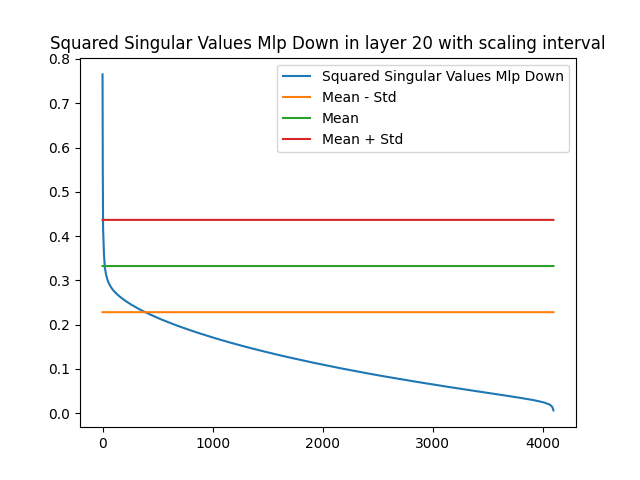 Squared Singular Values Mlp Down in layer 20 with scaling interval
Squared Singular Values Mlp Down
Mean - Std
Mean
Mean + Std
0.8
0.7
0.6
0.5
0.4
0.3
0.2
0.1
0.0
0 1000 2000 3000 4000